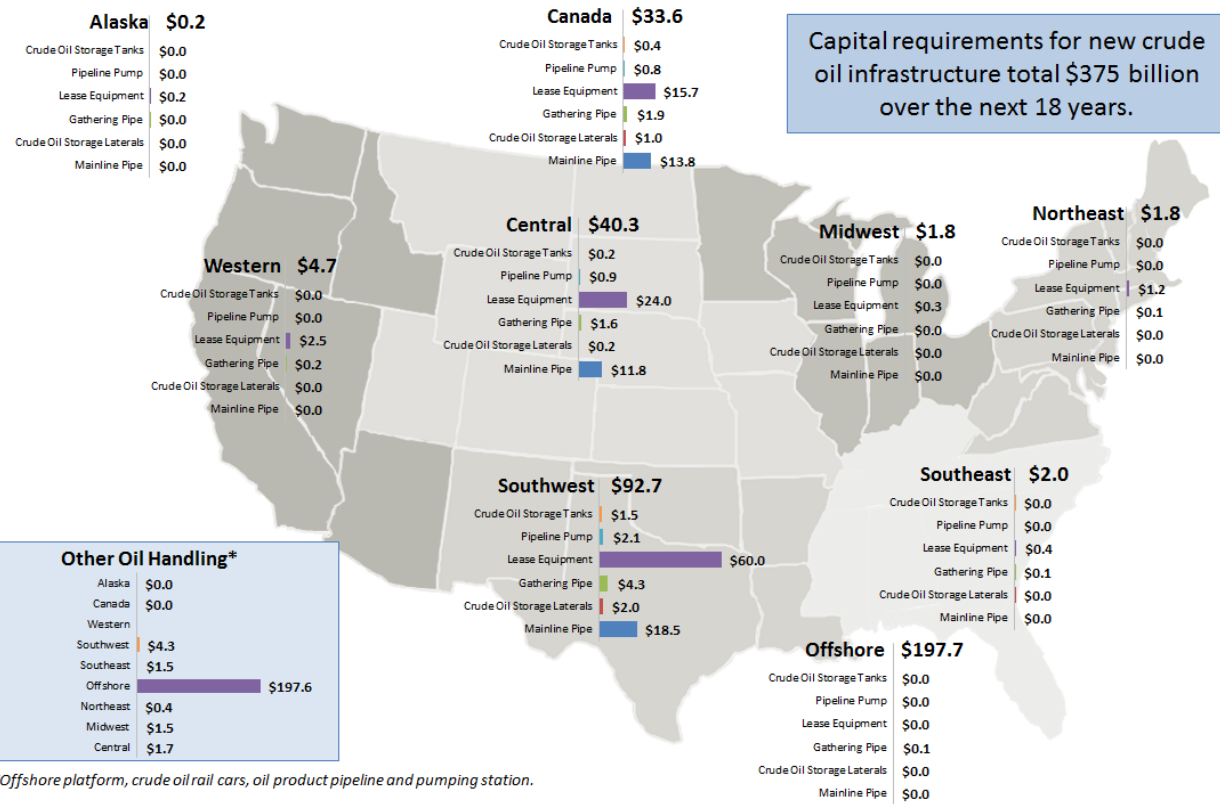 Alaska $0.2
Crude Oil Storage Tanks $0.0
Pipeline Pump $0.0
Lease Equipment $0.2
Gathering Pipe $0.0
Crude Oil Storage Laterals $0.0
Mainline Pipe $0.0
Canada $33.6
Crude Oil Storage Tanks $0.4
Pipeline Pump $0.8
Lease Equipment $15.7
Gathering Pipe $1.9
Crude Oil Storage Laterals $1.0
Mainline Pipe $13.8
Capital requirements for new crude
oil infrastructure total $375 billion
over the next 18 years.
Western $4.7
Crude Oil Storage Tanks $0.0
Pipeline Pump $0.0
Lease Equipment $2.5
Gathering Pipe $0.2
Crude Oil Storage Laterals $0.0
Mainline Pipe $0.0
Central $40.3
Crude Oil Storage Tanks $0.2
Pipeline Pump $0.9
Lease Equipment $24.0
Gathering Pipe $1.6
Crude Oil Storage Laterals $0.2
Mainline Pipe $11.8
Midwest $1.8
Crude Oil Storage Tanks $0.0
Pipeline Pump $0.0
Lease Equipment $0.3
Gathering Pipe $0.0
Crude Oil Storage Laterals $0.0
Mainline Pipe $0.0
Northeast $1.8
Crude Oil Storage Tanks $0.0
Pipeline Pump $0.0
Lease Equipment $1.2
Gathering Pipe $0.1
Crude Oil Storage Laterals $0.0
Mainline Pipe $0.0
Southwest $92.7
Crude Oil Storage Tanks $1.5
Pipeline Pump $2.1
Lease Equipment $60.0
Gathering Pipe $4.3
Crude Oil Storage Laterals $2.0
Mainline Pipe $18.5
Southeast $2.0
Crude Oil Storage Tanks $0.0
Pipeline Pump $0.0
Lease Equipment $0.4
Gathering Pipe $0.1
Crude Oil Storage Laterals $0.0
Mainline Pipe $0.0
Other Oil Handling*
Alaska $0.0
Canada $0.0
Western
Southwest $4.3
Southeast $1.5
Offshore $197.6
Northeast $0.4
Midwest $1.5
Central $1.7
Offshore $197.7
Crude Oil Storage Tanks $0.0
Pipeline Pump $0.0
Lease Equipment $0.0
Gathering Pipe $0.1
Crude Oil Storage Laterals $0.0
Mainline Pipe $0.0
Offshore platform, crude oil rail cars, oil product pipeline and pumping station.